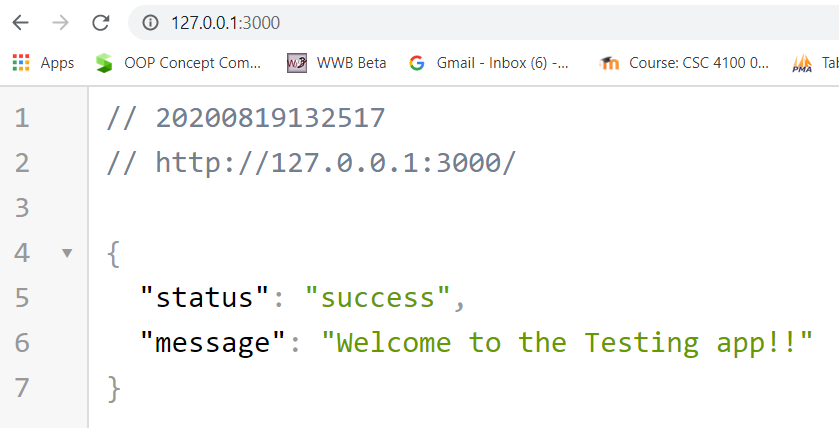 127.0.0.1:3000
Apps OOP Concept Com... WWB Beta Gmail - Inbox (6) -... Course: CSC 4100 0... PMA Tab
1 // 20200819132517
2 // http://127.0.0.1:3000/
3
4 {
5 "status": "success",
6 "message": "Welcome to the Testing app!!"
7 }